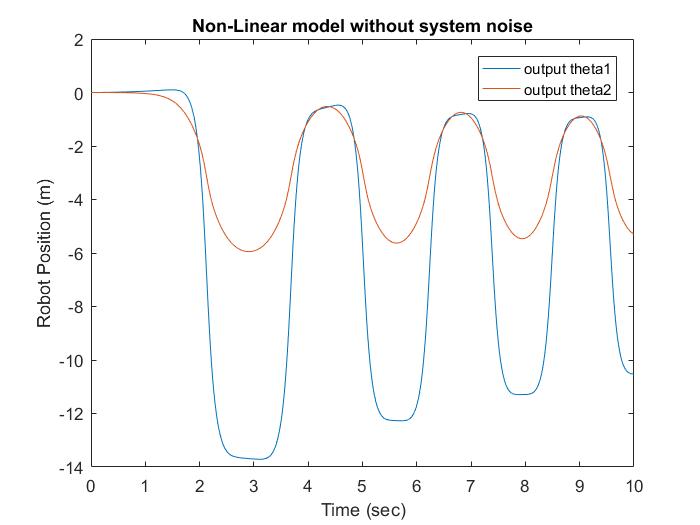 Non-Linear model without system noise
output theta1
output theta2
Robot Position (m)
2
0
-2
-4
-6
-8
-10
-12
-14
0 1 2 3 4 5 6 7 8 9 10
Time (sec)